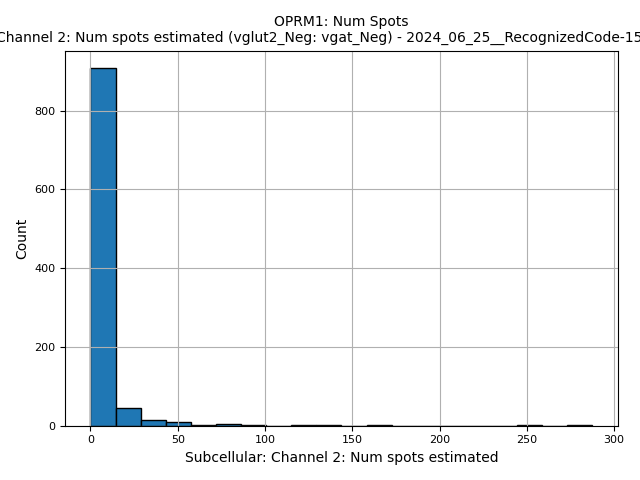 OPRM1: Num Spots
Channel 2: Num spots estimated (vglut2_Neg: vgat_Neg) - 2024_06_25__RecognizedCode-15
800
600
400
200
0
Count
0 50 100 150 200 250 300
Subcellular: Channel 2: Num spots estimated